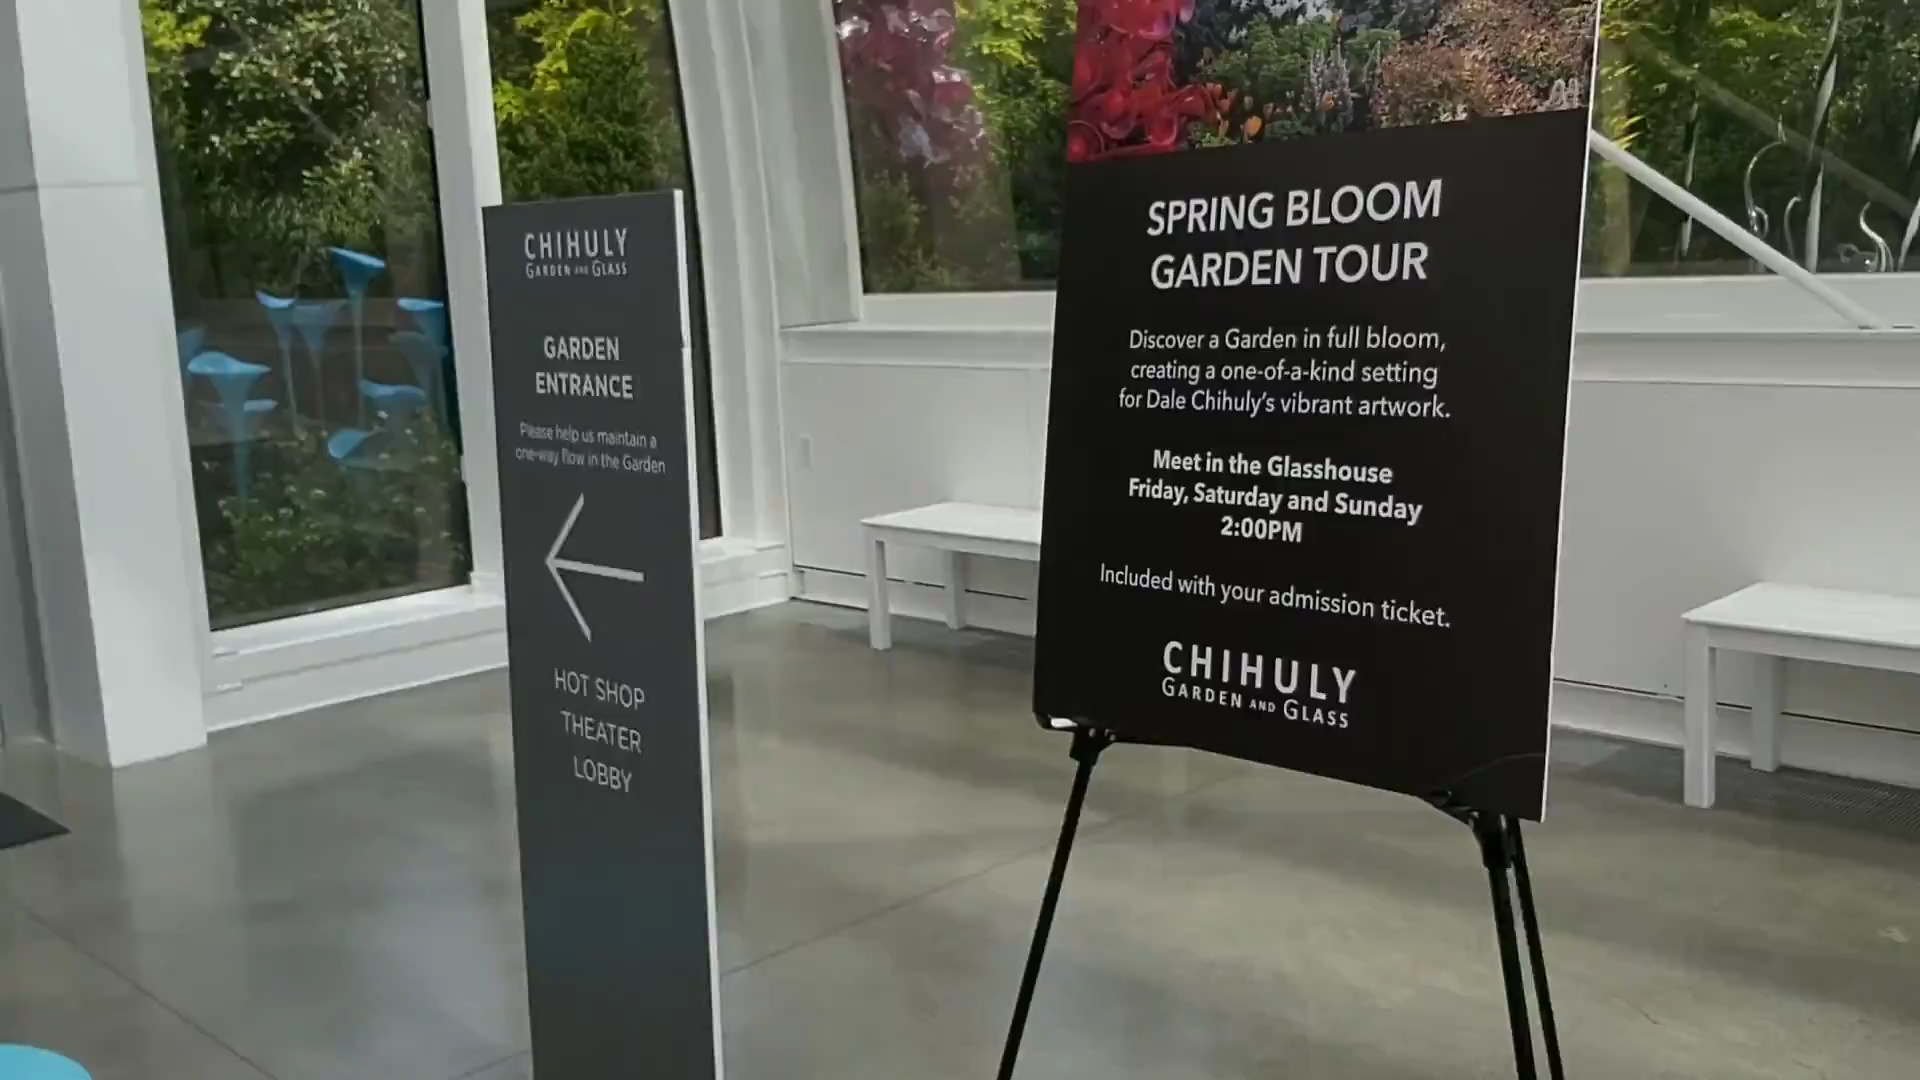 CHIHULY
GARDEN AND GLASS
GARDEN
ENTRANCE
Please help us maintain a
one-way flow in the Garden
HOT SHOP
THEATER
LOBBY
SPRING BLOOM
GARDEN TOUR
Discover a Garden in full bloom,
creating a one-of-a-kind setting
for Dale Chihuly's vibrant artwork.
Meet in the Glasshouse
Friday, Saturday and Sunday
2:00PM
Included with your admission ticket.
CHIHULY
GARDEN AND GLASS